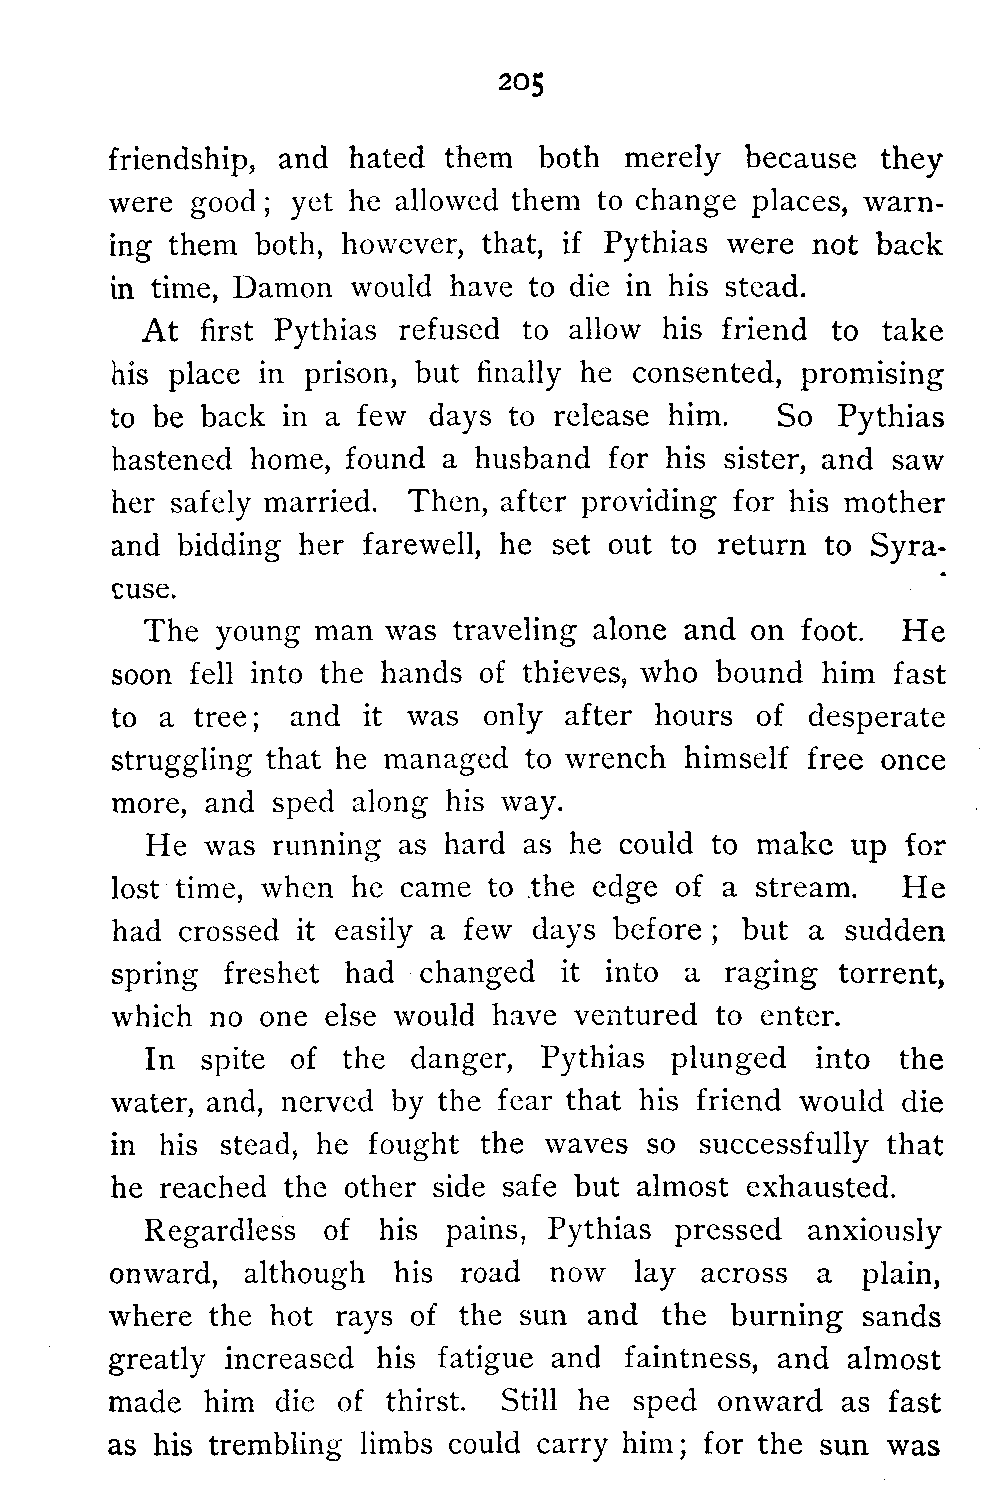 205
friendship, and hated them both merely because they
were good; yet he allowed them to change places, warn-
ing them both, however, that, if Pythias were not back
in time, Damon would have to die in his stead.
At first Pythias refused to allow his friend to take
his place in prison, but finally he consented, promising
to be back in a few days to release him. So Pythias
hastened home, found a husband for his sister, and saw
her safely married. Then, after providing for his mother
and bidding her farewell, he set out to return to Syra-
cuse.
The young man was traveling alone and on foot. He
soon fell into the hands of thieves, who bound him fast
to a tree; and it was only after hours of desperate
struggling that he managed to wrench himself free once
more, and sped along his way.
He was running as hard as he could to make up for
lost time, when he came to the edge of a stream. He
had crossed it easily a few days before; but a sudden
spring freshet had changed it into a raging torrent,
which no one else would have ventured to enter.
In spite of the danger, Pythias plunged into the
water, and, nerved by the fear that his friend would die
in his stead, he fought the waves so successfully that
he reached the other side safe but almost exhausted.
Regardless of his pains, Pythias pressed anxiously
onward, although his road now lay across a plain,
where the hot rays of the sun and the burning sands
greatly increased his fatigue and faintness, and almost
made him die of thirst. Still he sped onward as fast
as his trembling limbs could carry him; for the sun was